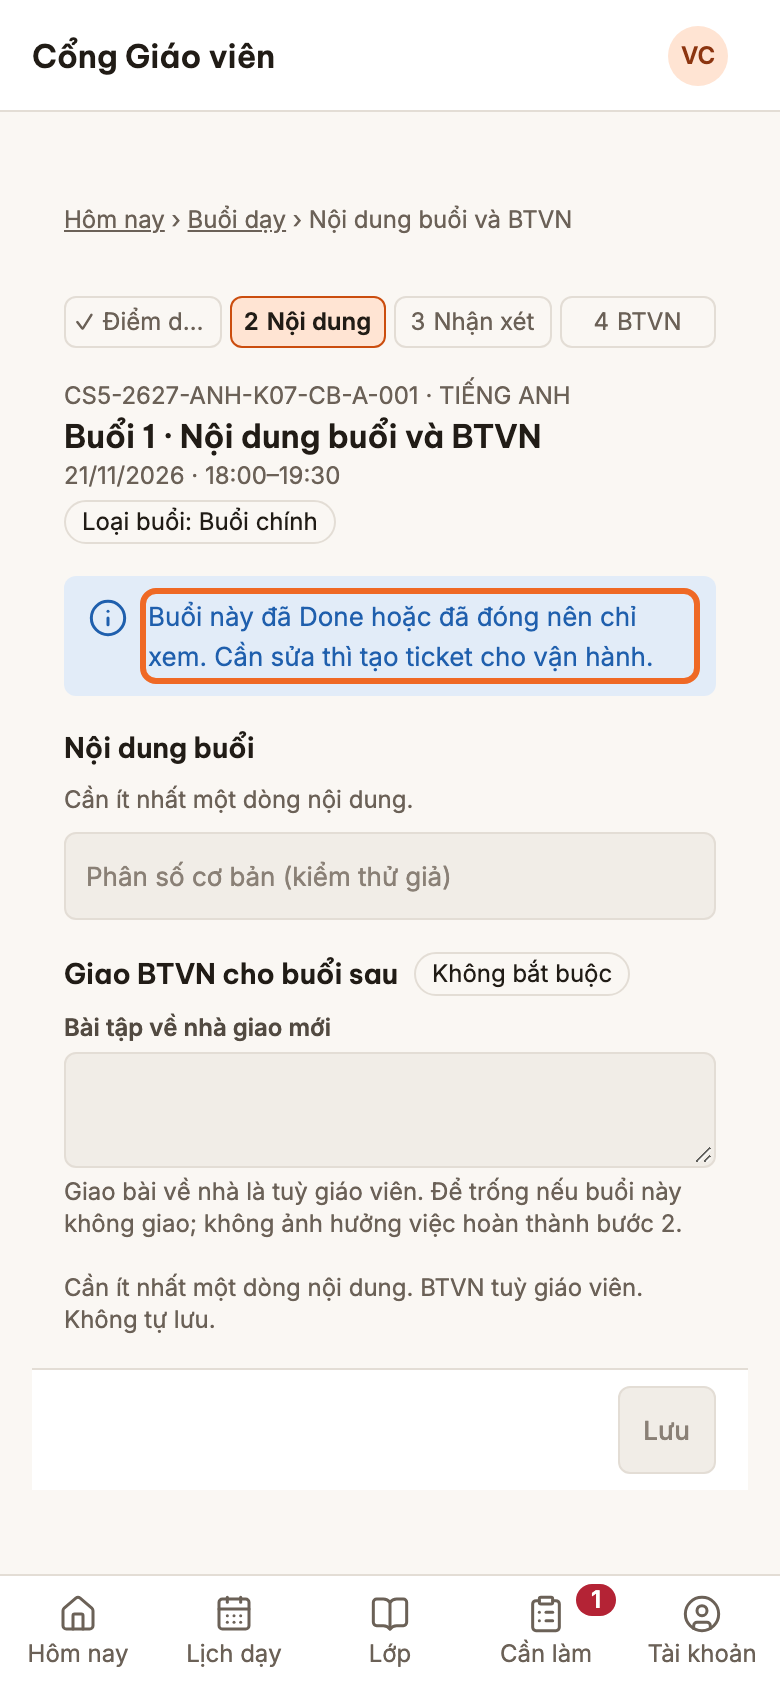 Cổng Giáo viên
VC
Hôm nay › Buổi dạy › Nội dung buổi và BTVN
✓ Điểm d...
2 Nội dung
3 Nhận xét
4 BTVN
CS5-2627-ANH-K07-CB-A-001 · TIẾNG ANH
Buổi 1 · Nội dung buổi và BTVN
21/11/2026 · 18:00–19:30
Loại buổi: Buổi chính
Buổi này đã Done hoặc đã đóng nên chỉ
xem. Cần sửa thì tạo ticket cho vận hành.
Nội dung buổi
Cần ít nhất một dòng nội dung.
Phân số cơ bản (kiểm thử giả)
Giao BTVN cho buổi sau
Không bắt buộc
Bài tập về nhà giao mới
Giao bài về nhà là tuỳ giáo viên. Để trống nếu buổi này
không giao; không ảnh hưởng việc hoàn thành bước 2.
Cần ít nhất một dòng nội dung. BTVN tuỳ giáo viên.
Không tự lưu.
Lưu
1
Hôm nay
Lịch dạy
Lớp
Cần làm
Tài khoản